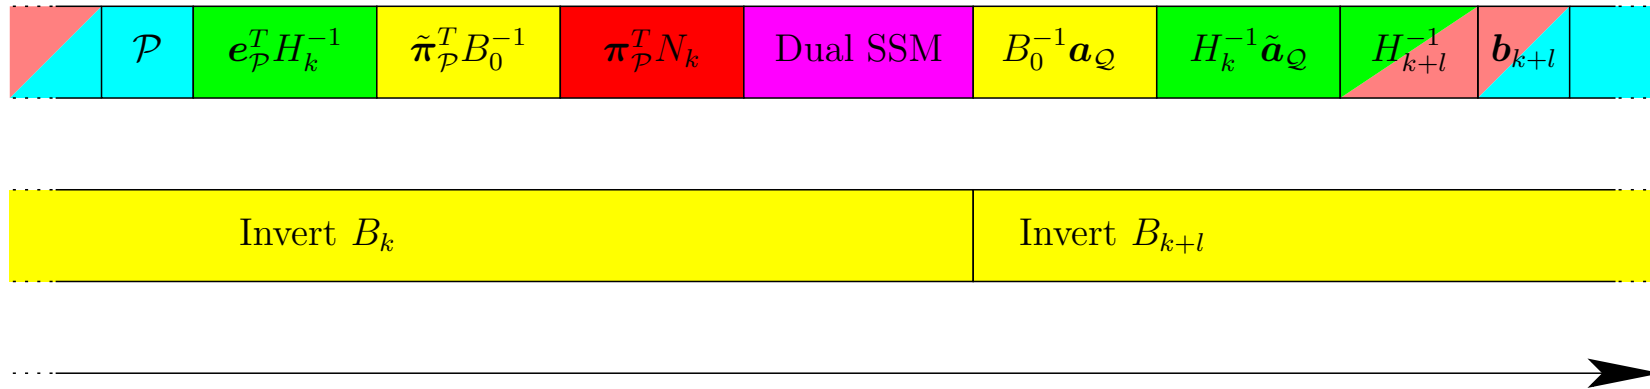 𝒫 𝒆_𝒫^T H_k^{-1} 𝝅̃_𝒫^T B_0^{-1} 𝝅_𝒫^T N_k Dual SSM B_0^{-1} 𝒂_𝒬 H_k^{-1} 𝒂̃_𝒬 H_{k+l}^{-1} 𝒃_{k+l}
Invert B_k Invert B_{k+l}